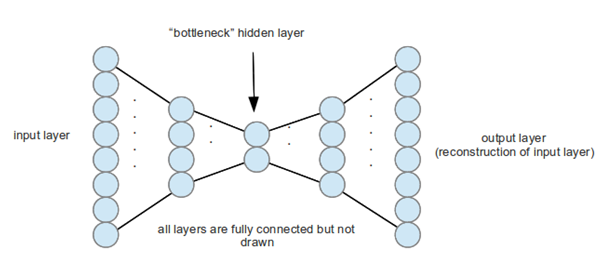 “bottleneck” hidden layer
input layer
output layer
(reconstruction of input layer)
all layers are fully connected but not
drawn